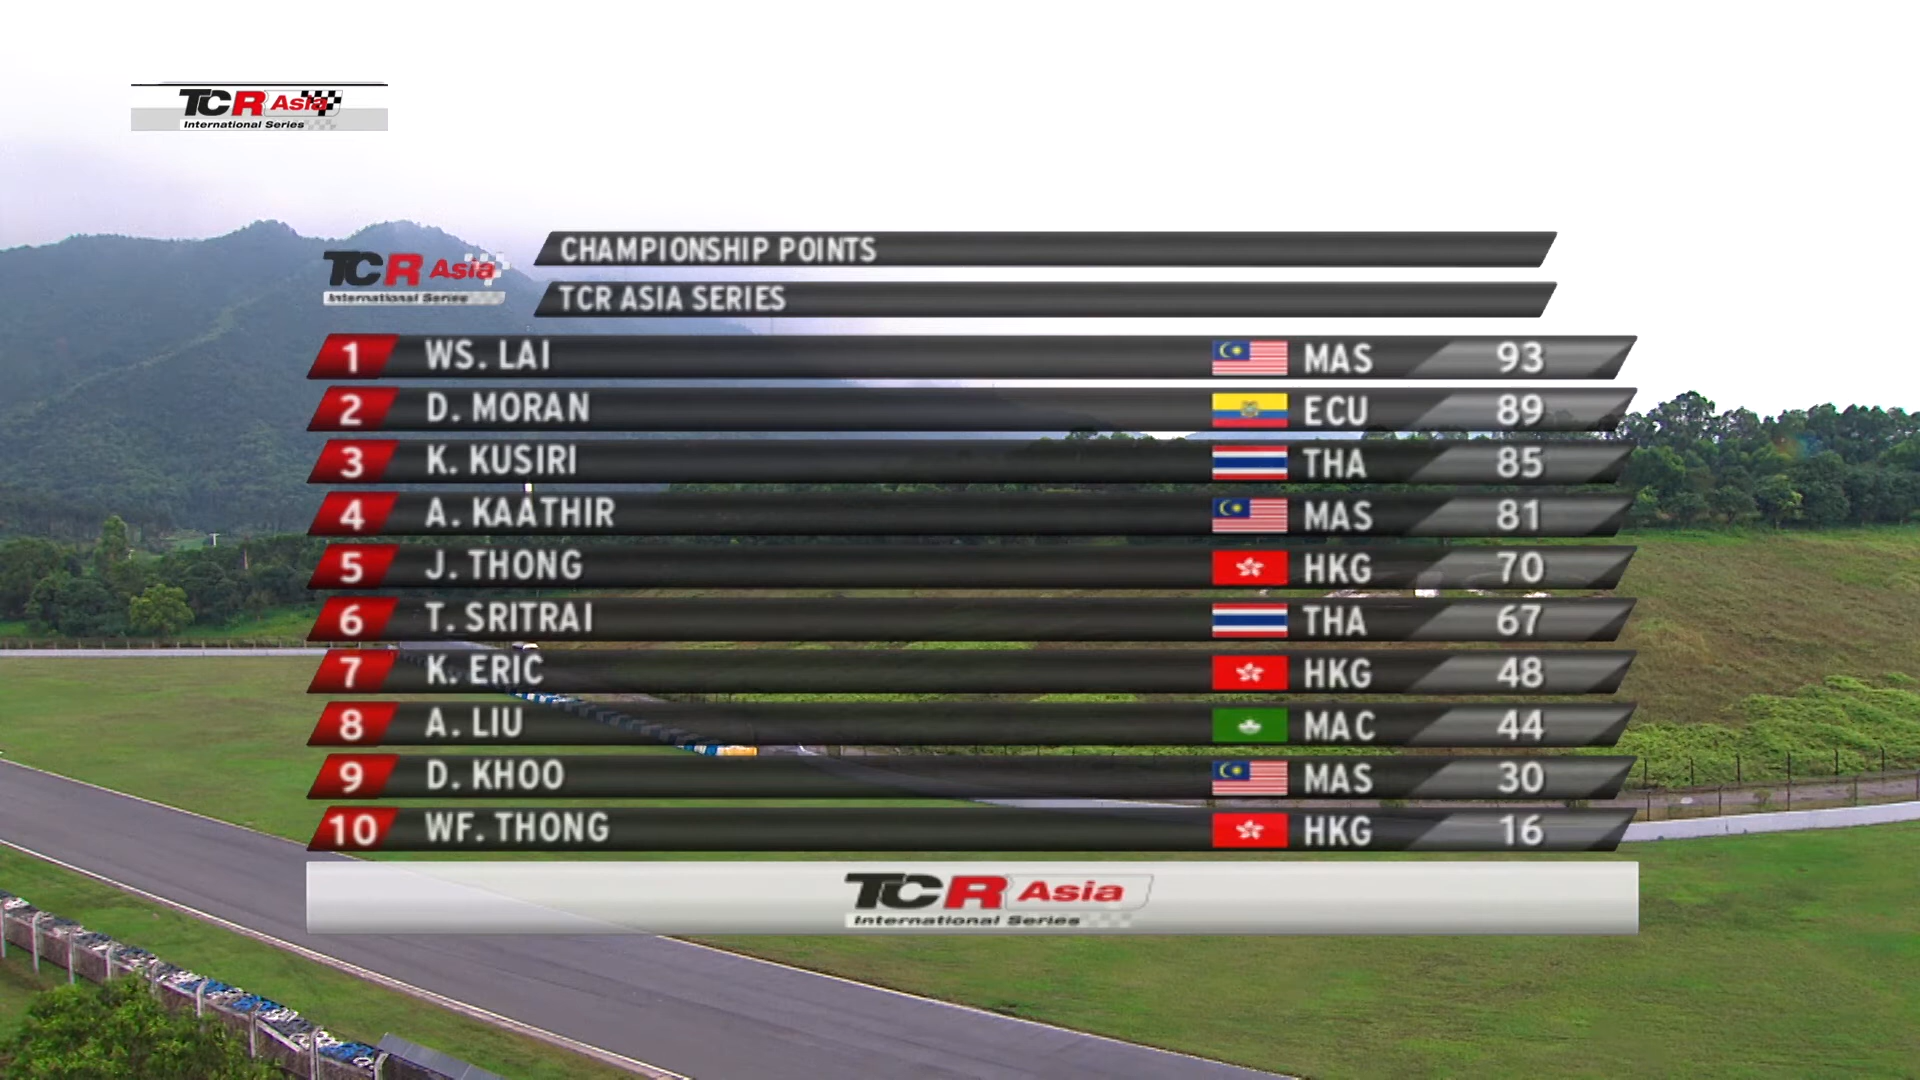 TCR Asia
International Series
TCR Asia
International Series
CHAMPIONSHIP POINTS
TCR ASIA SERIES
1 WS. LAI MAS 93
2 D. MORAN ECU 89
3 K. KUSIRI THA 85
4 A. KAATHIR MAS 81
5 J. THONG HKG 70
6 T. SRITRAI THA 67
7 K. ERIC HKG 48
8 A. LIU MAC 44
9 D. KHOO MAS 30
10 WF. THONG HKG 16
TCR Asia
International Series